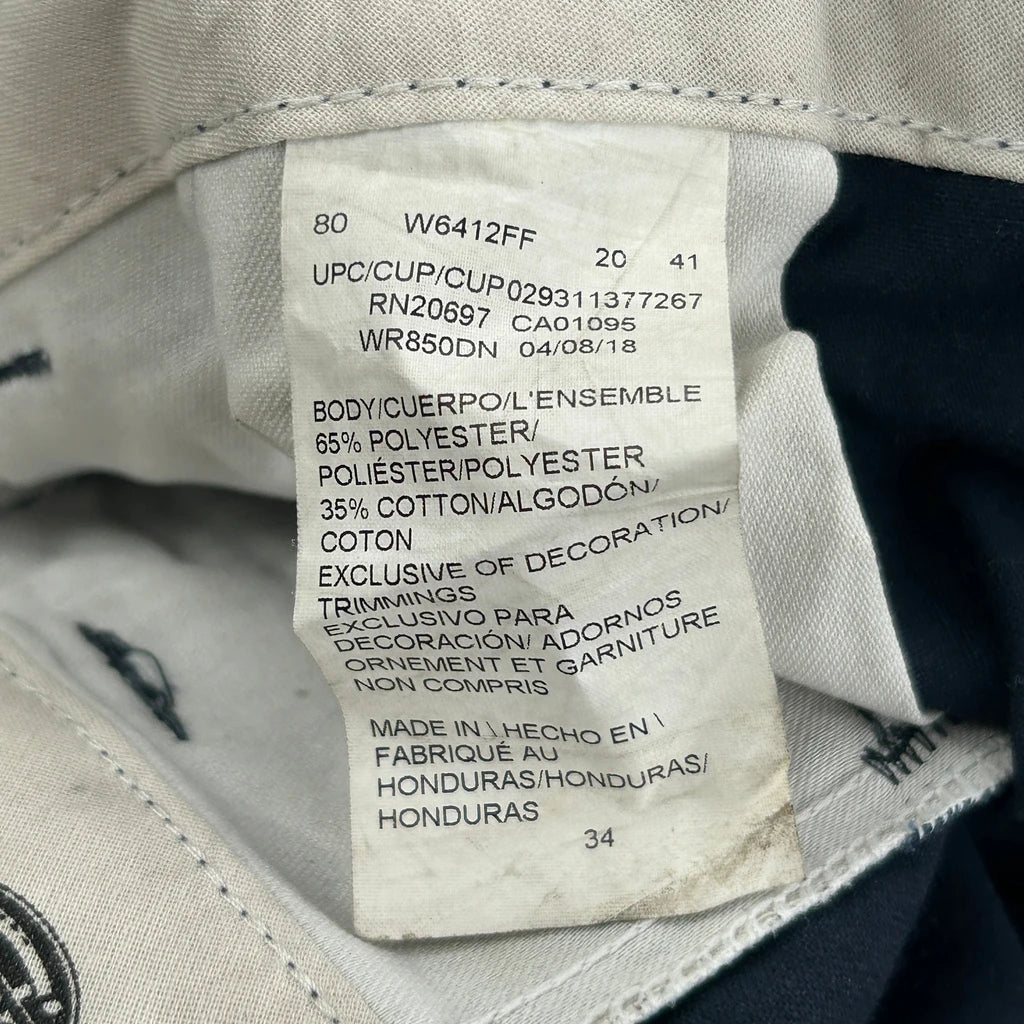 80 W6412FF 20 41
UPC/CUP/CUP029311377267
RN20697 CA01095
WR850DN 04/08/18
BODY/CUERPO/L'ENSEMBLE
65% POLYESTER/
POLIÉSTER/POLYESTER
35% COTTON/ALGODÓN/
COTON
EXCLUSIVE OF DECORATION/
TRIMMINGS
EXCLUSIVO PARA
DECORACIÓN/ ADORNOS
ORNEMENT ET GARNITURE
NON COMPRIS
MADE IN \ HECHO EN \
FABRIQUÉ AU
HONDURAS/HONDURAS/
HONDURAS
34